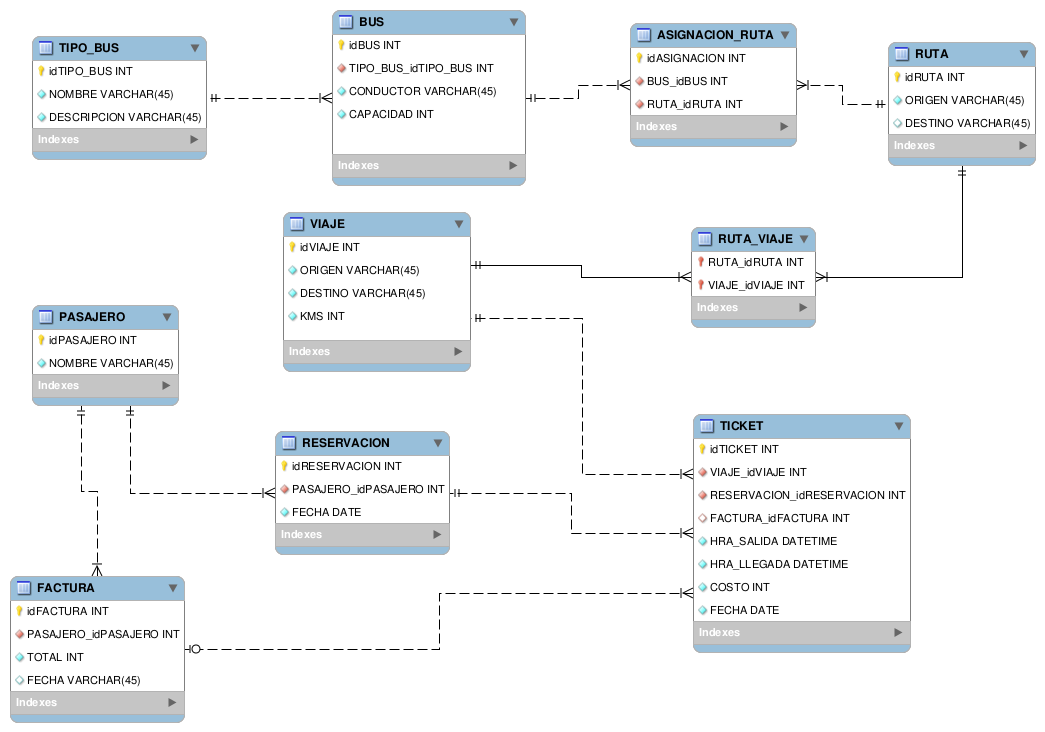 TIPO_BUS
idTIPO_BUS INT
NOMBRE VARCHAR(45)
DESCRIPCION VARCHAR(45)
Indexes
BUS
idBUS INT
TIPO_BUS_idTIPO_BUS INT
CONDUCTOR VARCHAR(45)
CAPACIDAD INT
Indexes
ASIGNACION_RUTA
idASIGNACION INT
BUS_idBUS INT
RUTA_idRUTA INT
Indexes
RUTA
idRUTA INT
ORIGEN VARCHAR(45)
DESTINO VARCHAR(45)
Indexes
VIAJE
idVIAJE INT
ORIGEN VARCHAR(45)
DESTINO VARCHAR(45)
KMS INT
Indexes
RUTA_VIAJE
RUTA_idRUTA INT
VIAJE_idVIAJE INT
Indexes
PASAJERO
idPASAJERO INT
NOMBRE VARCHAR(45)
Indexes
RESERVACION
idRESERVACION INT
PASAJERO_idPASAJERO INT
FECHA DATE
Indexes
TICKET
idTICKET INT
VIAJE_idVIAJE INT
RESERVACION_idRESERVACION INT
FACTURA_idFACTURA INT
HRA_SALIDA DATETIME
HRA_LLEGADA DATETIME
COSTO INT
FECHA DATE
Indexes
FACTURA
idFACTURA INT
PASAJERO_idPASAJERO INT
TOTAL INT
FECHA VARCHAR(45)
Indexes